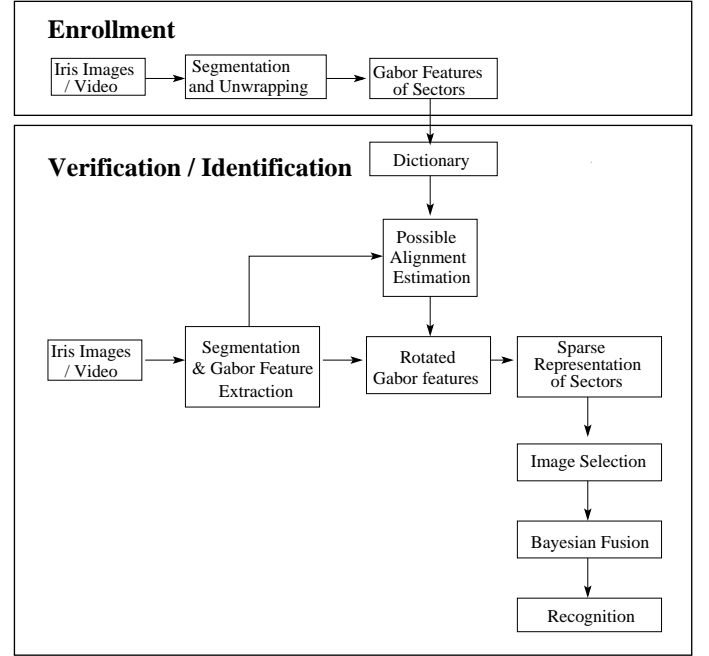 Enrollment
Iris Images
/ Video
Segmentation
and Unwrapping
Gabor Features
of Sectors
Verification / Identification
Dictionary
Possible
Alignment
Estimation
Iris Images
/ Video
Segmentation
& Gabor Feature
Extraction
Rotated
Gabor features
Sparse
Representation
of Sectors
Image Selection
Bayesian Fusion
Recognition